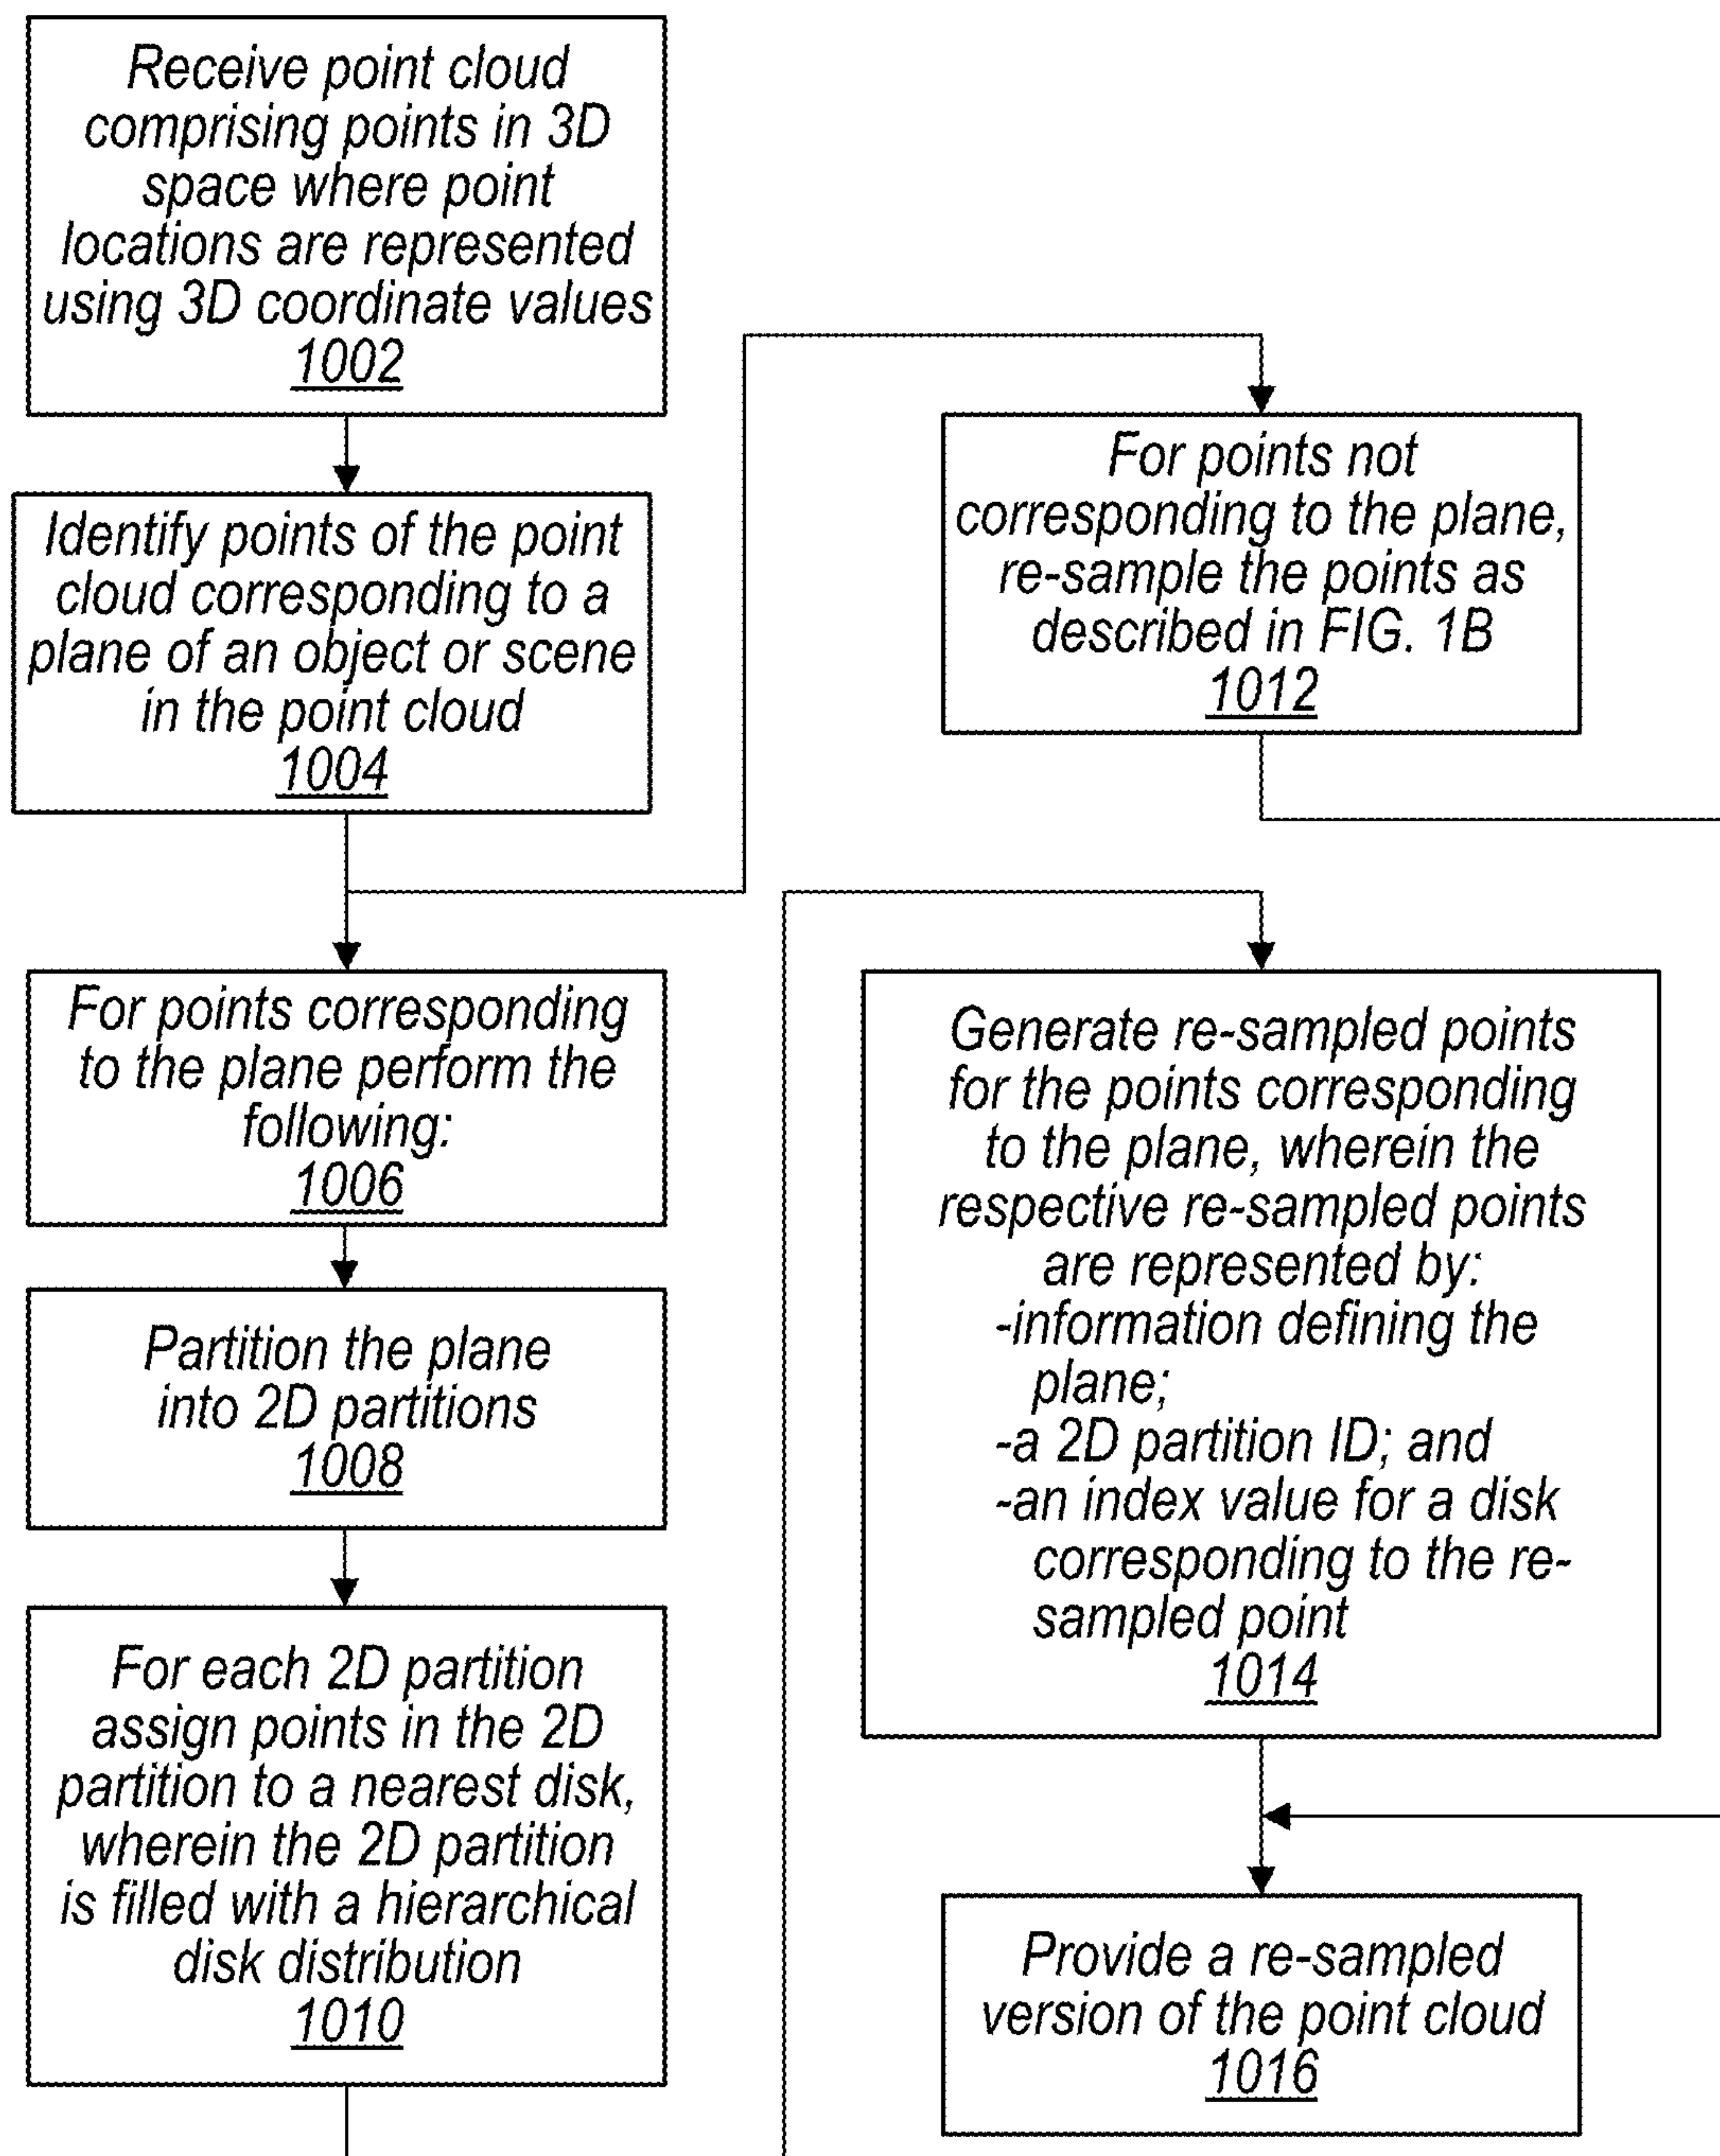 Receive point cloud
comprising points in 3D
space where point
locations are represented
using 3D coordinate values
1002
Identify points of the point
cloud corresponding to a
plane of an object or scene
in the point cloud
1004
For points corresponding
to the plane perform the
following:
1006
Partition the plane
into 2D partitions
1008
For each 2D partition
assign points in the 2D
partition to a nearest disk,
wherein the 2D partition
is filled with a hierarchical
disk distribution
1010
For points not
corresponding to the plane,
re-sample the points as
described in FIG. 1B
1012
Generate re-sampled points
for the points corresponding
to the plane, wherein the
respective re-sampled points
are represented by:
-information defining the
plane;
-a 2D partition ID; and
-an index value for a disk
corresponding to the re-
sampled point
1014
Provide a re-sampled
version of the point cloud
1016